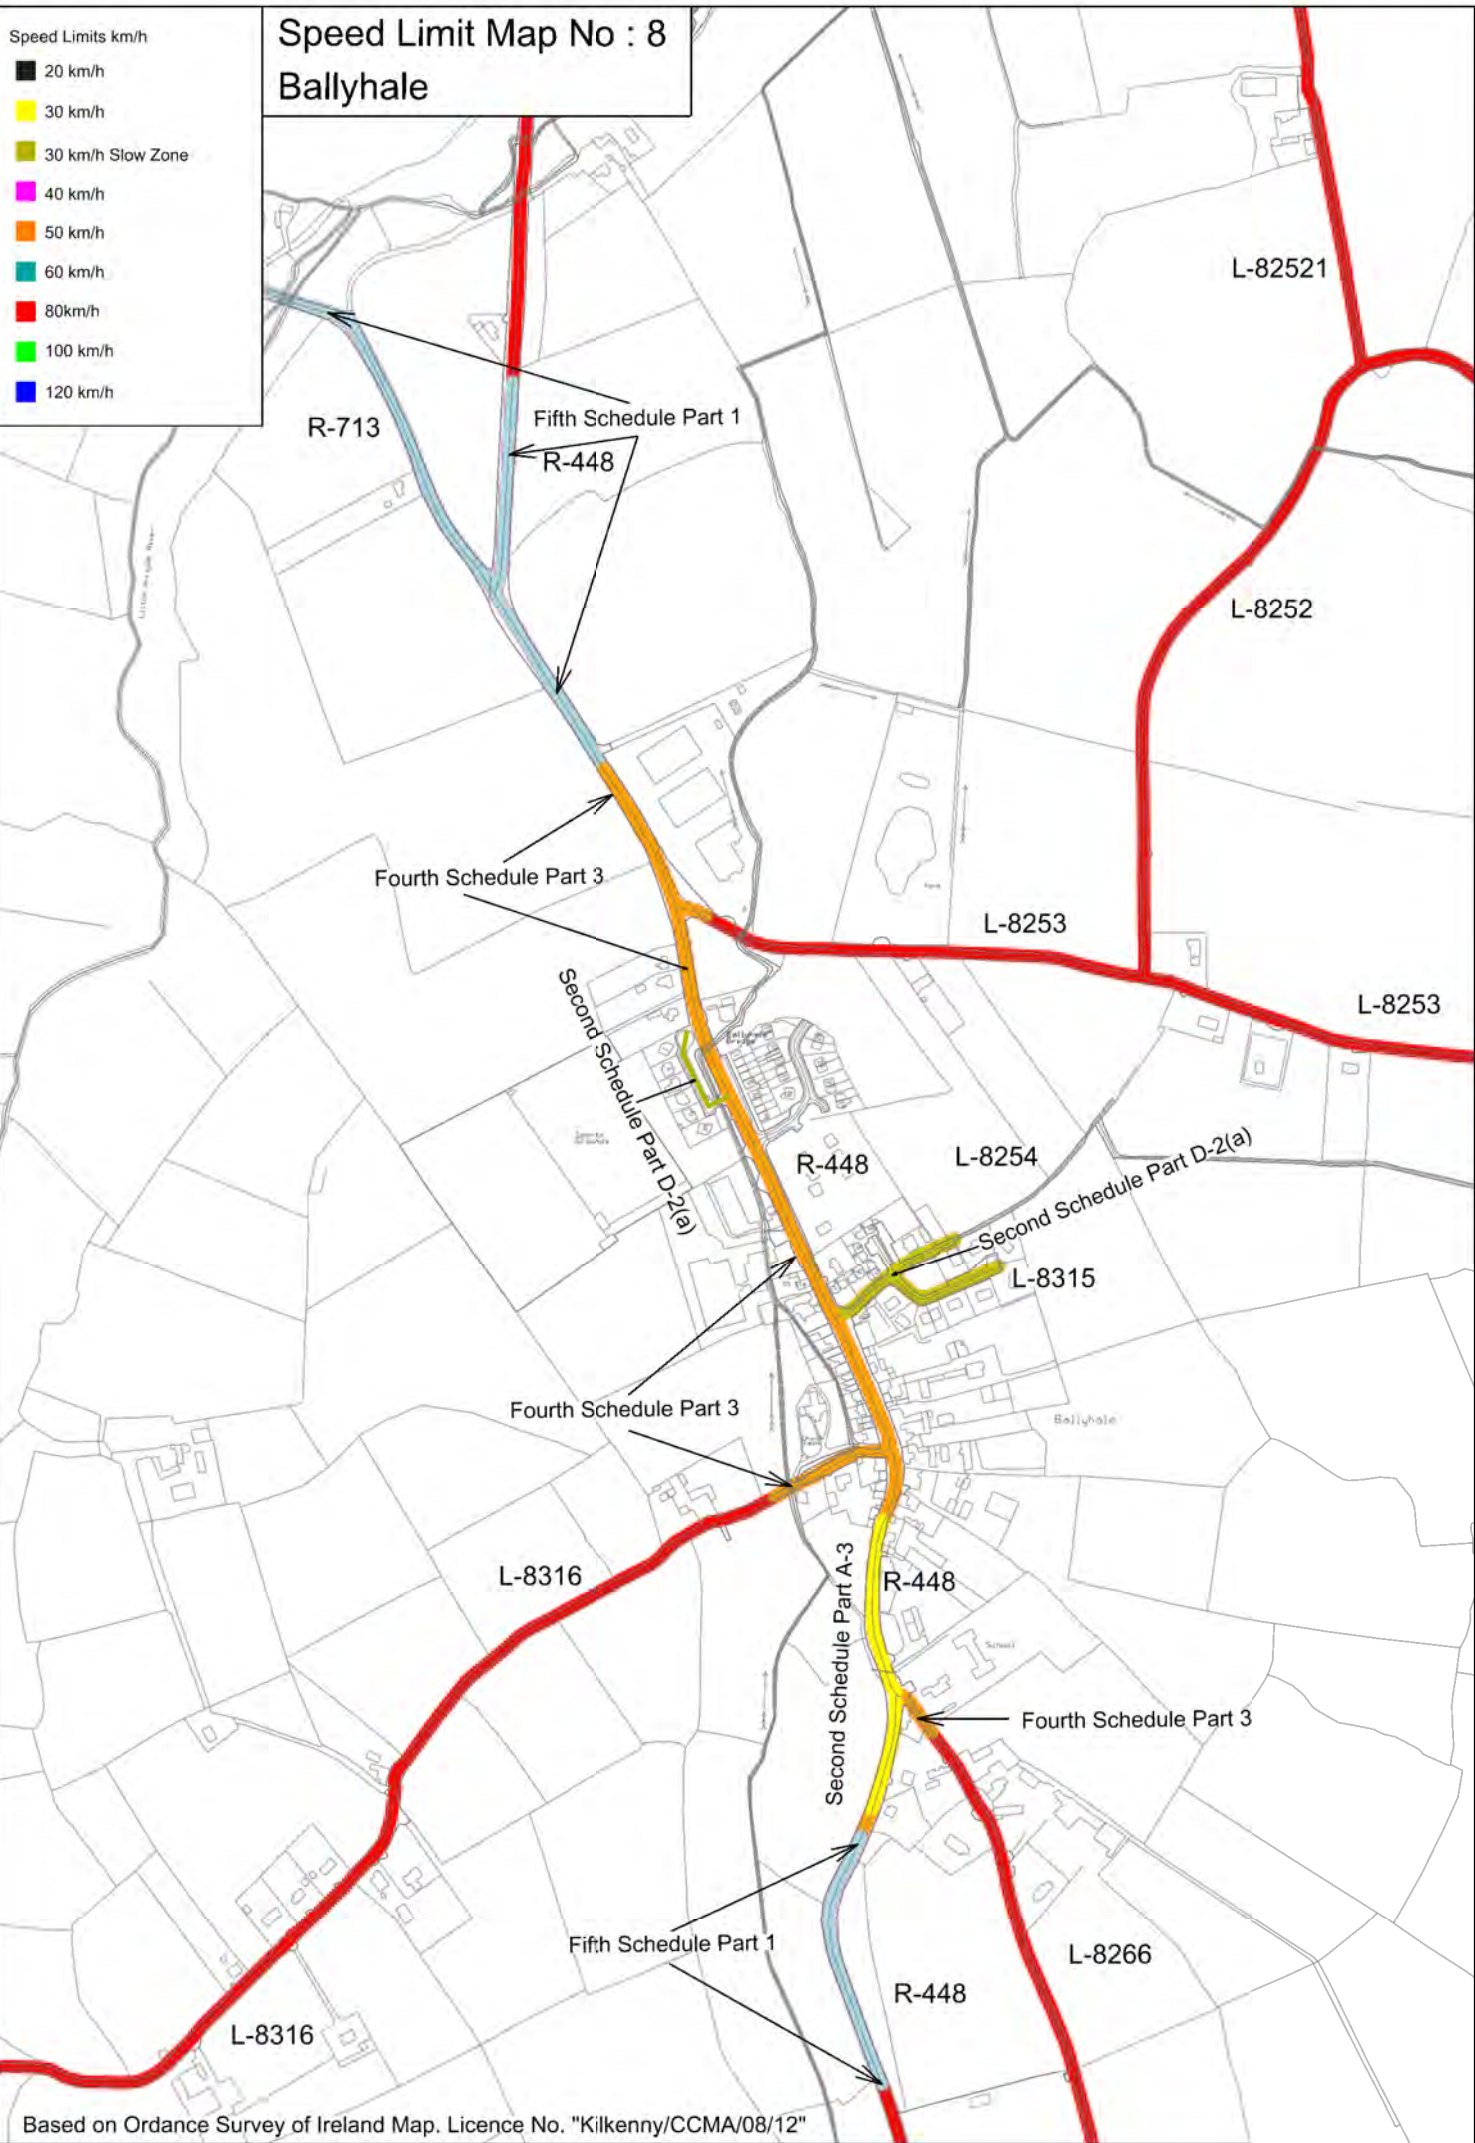 Speed Limit Map No : 8
Ballyhale
Speed Limits km/h
20 km/h
30 km/h
30 km/h Slow Zone
40 km/h
50 km/h
60 km/h
80km/h
100 km/h
120 km/h
L-82521
R-713
Fifth Schedule Part 1
R-448
L-8252
Fourth Schedule Part 3
L-8253
L-8253
Second Schedule Part D-2(a)
R-448
L-8254
Second Schedule Part D-2(a)
L-8315
Fourth Schedule Part 3
Ballyhale
L-8316
Second Schedule Part A-3
R-448
School
Fourth Schedule Part 3
Fifth Schedule Part 1
L-8266
R-448
L-8316
Based on Ordance Survey of Ireland Map. Licence No. "Kilkenny/CCMA/08/12"